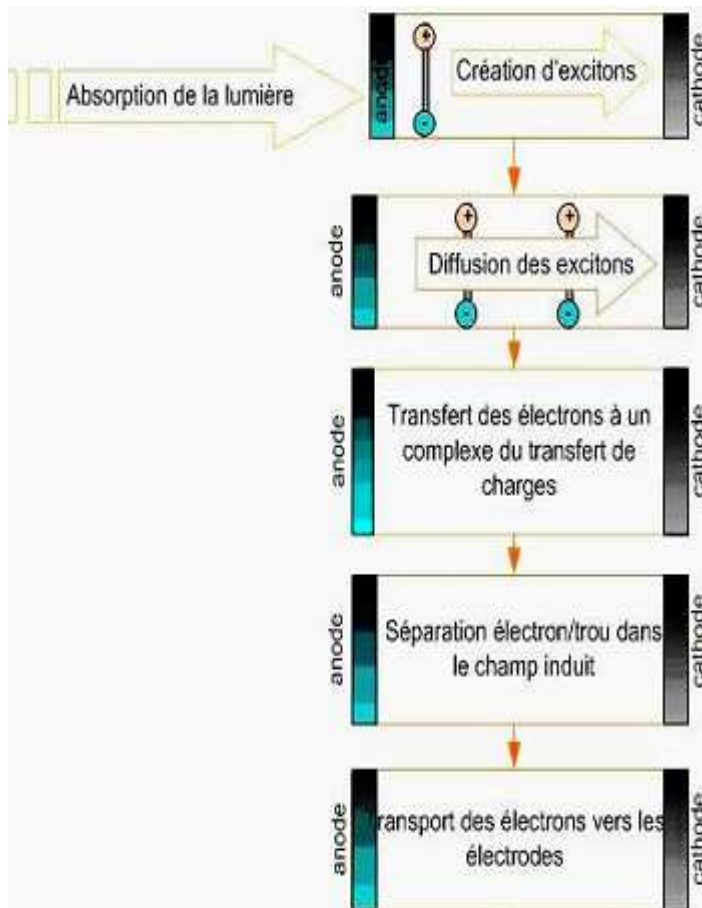 Absorption de la lumière
anode
+
-
Création d'excitons
cathode
anode
+
+
Diffusion des excitons
-
-
cathode
anode
Transfert des électrons à un
complexe du transfert de
charges
cathode
anode
Séparation électron/trou dans
le champ induit
cathode
anode
Transport des électrons vers les
électrodes
cathode